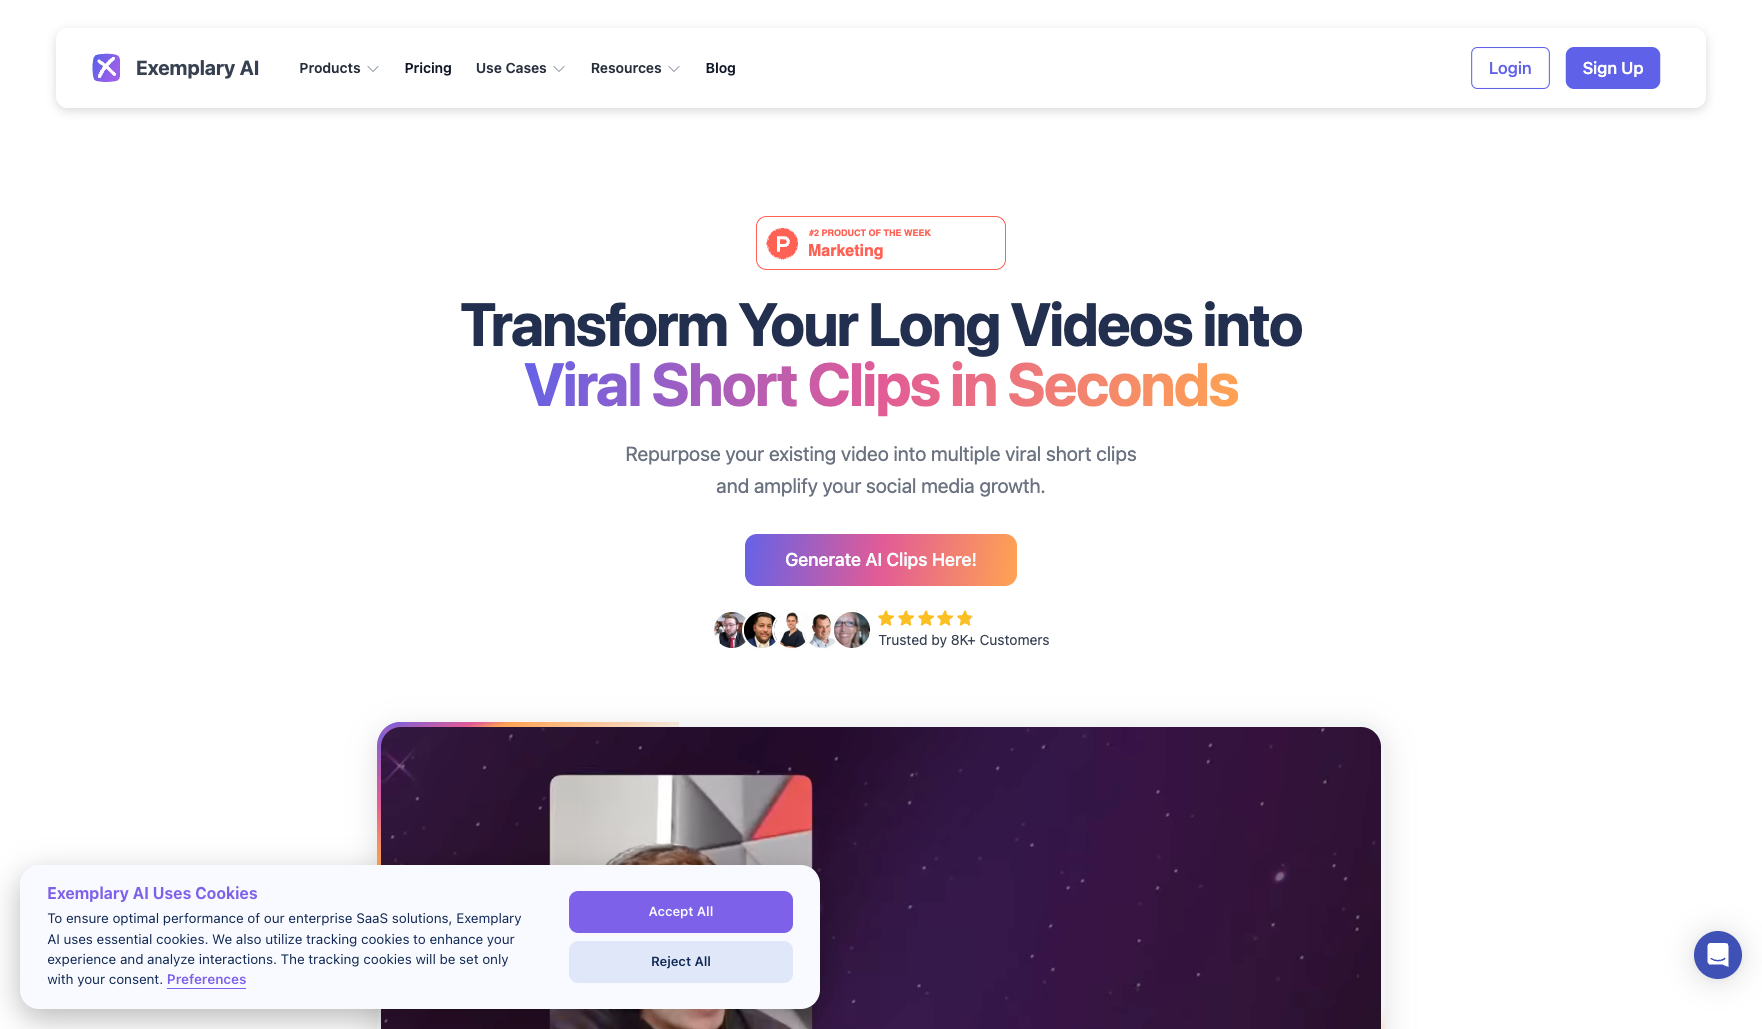 Exemplary AI
Products
Pricing
Use Cases
Resources
Blog
Login
Sign Up
#2 PRODUCT OF THE WEEK
Marketing
Transform Your Long Videos into
Viral Short Clips in Seconds
Repurpose your existing video into multiple viral short clips
and amplify your social media growth.
Generate AI Clips Here!
Trusted by 8K+ Customers
Exemplary AI Uses Cookies
To ensure optimal performance of our enterprise SaaS solutions, Exemplary
AI uses essential cookies. We also utilize tracking cookies to enhance your
experience and analyze interactions. The tracking cookies will be set only
with your consent. Preferences
Accept All
Reject All